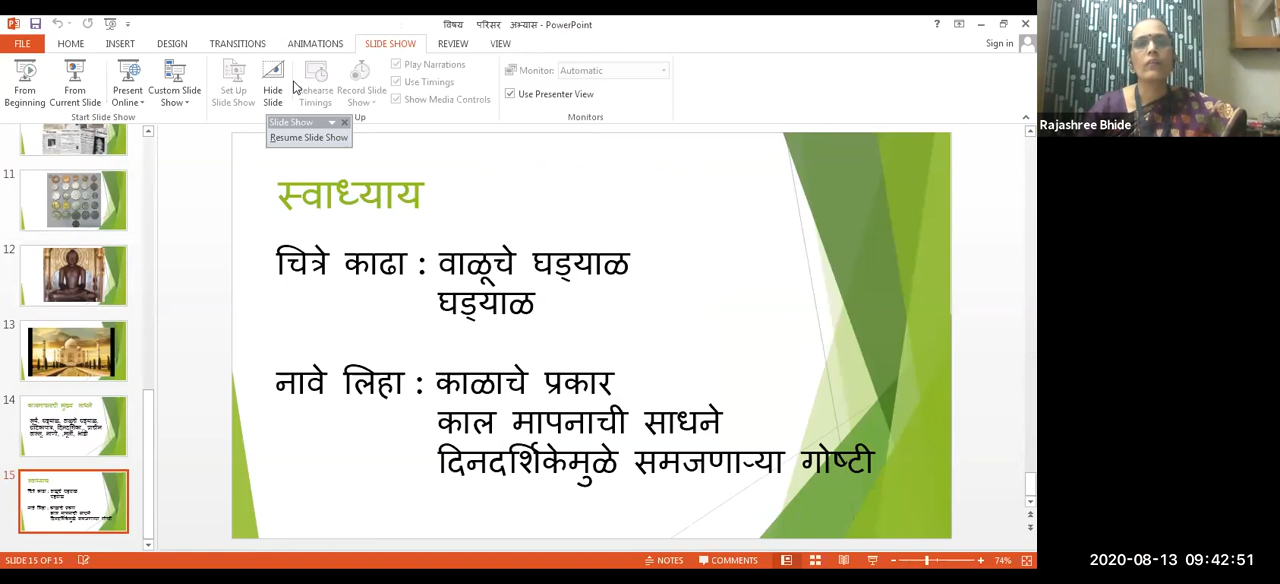 विषय परिसर अभ्यास - PowerPoint
Sign in
FILE HOME INSERT DESIGN TRANSITIONS ANIMATIONS SLIDE SHOW REVIEW VIEW
From Beginning
From Current Slide
Present Online
Custom Slide Show
Set Up Slide Show
Hide Slide
Rehearse Timings
Record Slide Show
Play Narrations
Use Timings
Show Media Controls
Monitor: Automatic
Use Presenter View
Start Slide Show
Up
Monitors
Slide Show
Resume Slide Show
Rajashree Bhide
11
12
13
14
15
स्वाध्याय
चित्रे काढा : वाळूचे घड्याळ
घड्याळ
नावे लिहा : काळाचे प्रकार
काल मापनाची साधने
दिनदर्शिकेमुळे समजणाऱ्या गोष्टी
SLIDE 15 OF 15
NOTES
COMMENTS
74%
2020-08-13 09:42:51